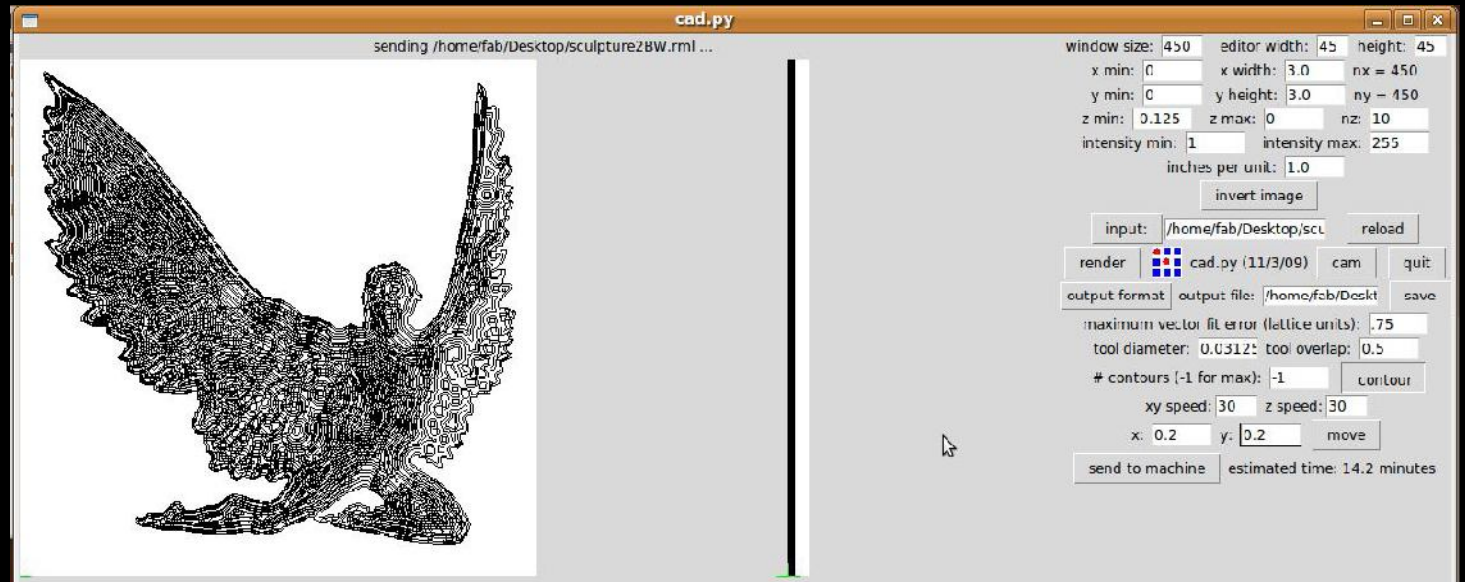 cad.py
sending /home/fab/Desktop/sculpture2BW.rml ...
window size: 450 editor width: 45 height: 45
x min: 0 x width: 3.0 nx = 450
y min: 0 y height: 3.0 ny = 450
z min: 0.125 z max: 0 nz: 10
intensity min: 1 intensity max: 255
inches per unit: 1.0
invert image
input: /home/fab/Desktop/scu reload
render cad.py (11/3/09) cam quit
output format output file: /home/fab/Deskt save
maximum vector fit error (lattice units): .75
tool diameter: 0.03125 tool overlap: 0.5
# contours (-1 for max): -1 contour
xy speed: 30 z speed: 30
x: 0.2 y: 0.2 move
send to machine estimated time: 14.2 minutes